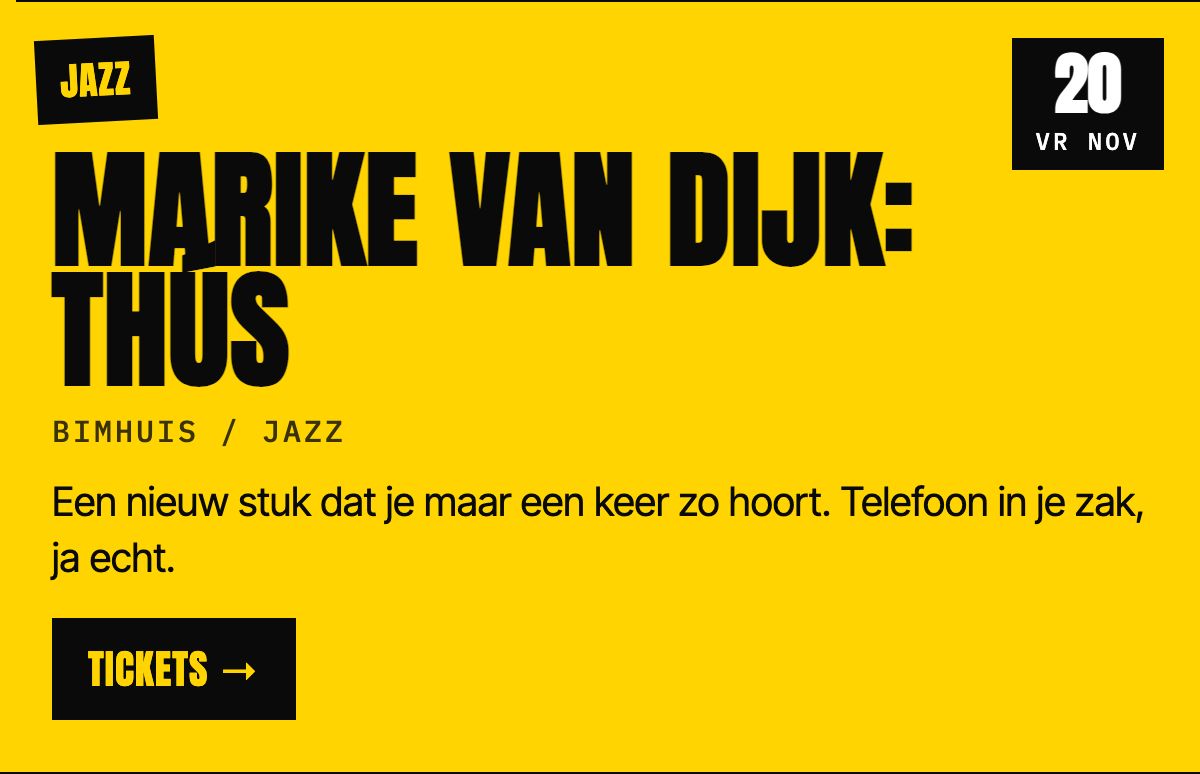 JAZZ
20
VR NOV
MARIKE VAN DIJK:
THÚS
BIMHUIS / JAZZ
Een nieuw stuk dat je maar een keer zo hoort. Telefoon in je zak,
ja echt.
TICKETS →